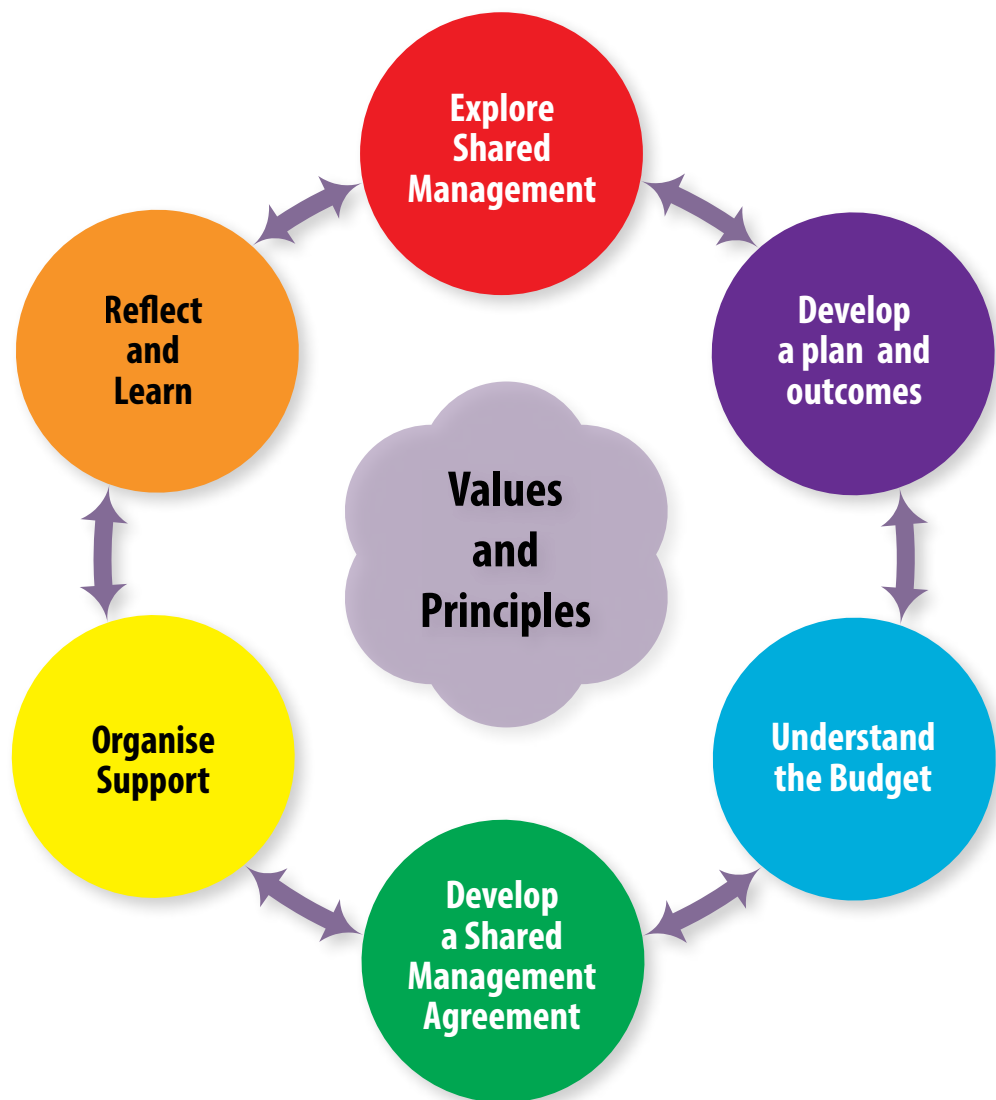 Explore
Shared
Management
Develop
a plan and
outcomes
Understand
the Budget
Develop
a Shared
Management
Agreement
Organise
Support
Reflect
and
Learn
Values
and
Principles